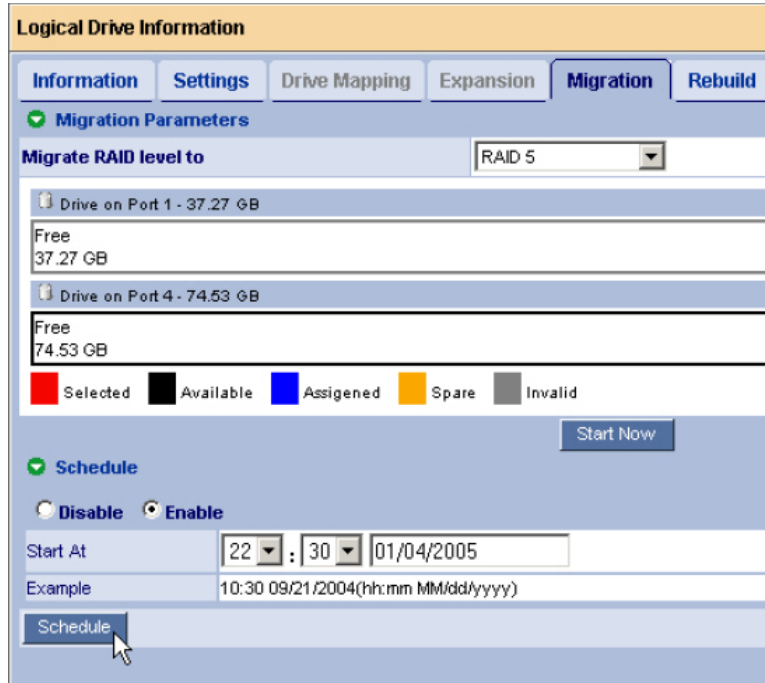 Logical Drive Information
Information Settings Drive Mapping Expansion Migration Rebuild
Migration Parameters
Migrate RAID level to RAID 5
Drive on Port 1 - 37.27 GB
Free
37.27 GB
Drive on Port 4 - 74.53 GB
Free
74.53 GB
Selected Available Assigened Spare Invalid
Start Now
Schedule
Disable Enable
Start At 22 : 30 01/04/2005
Example 10:30 09/21/2004(hh:mm MM/dd/yyyy)
Schedule